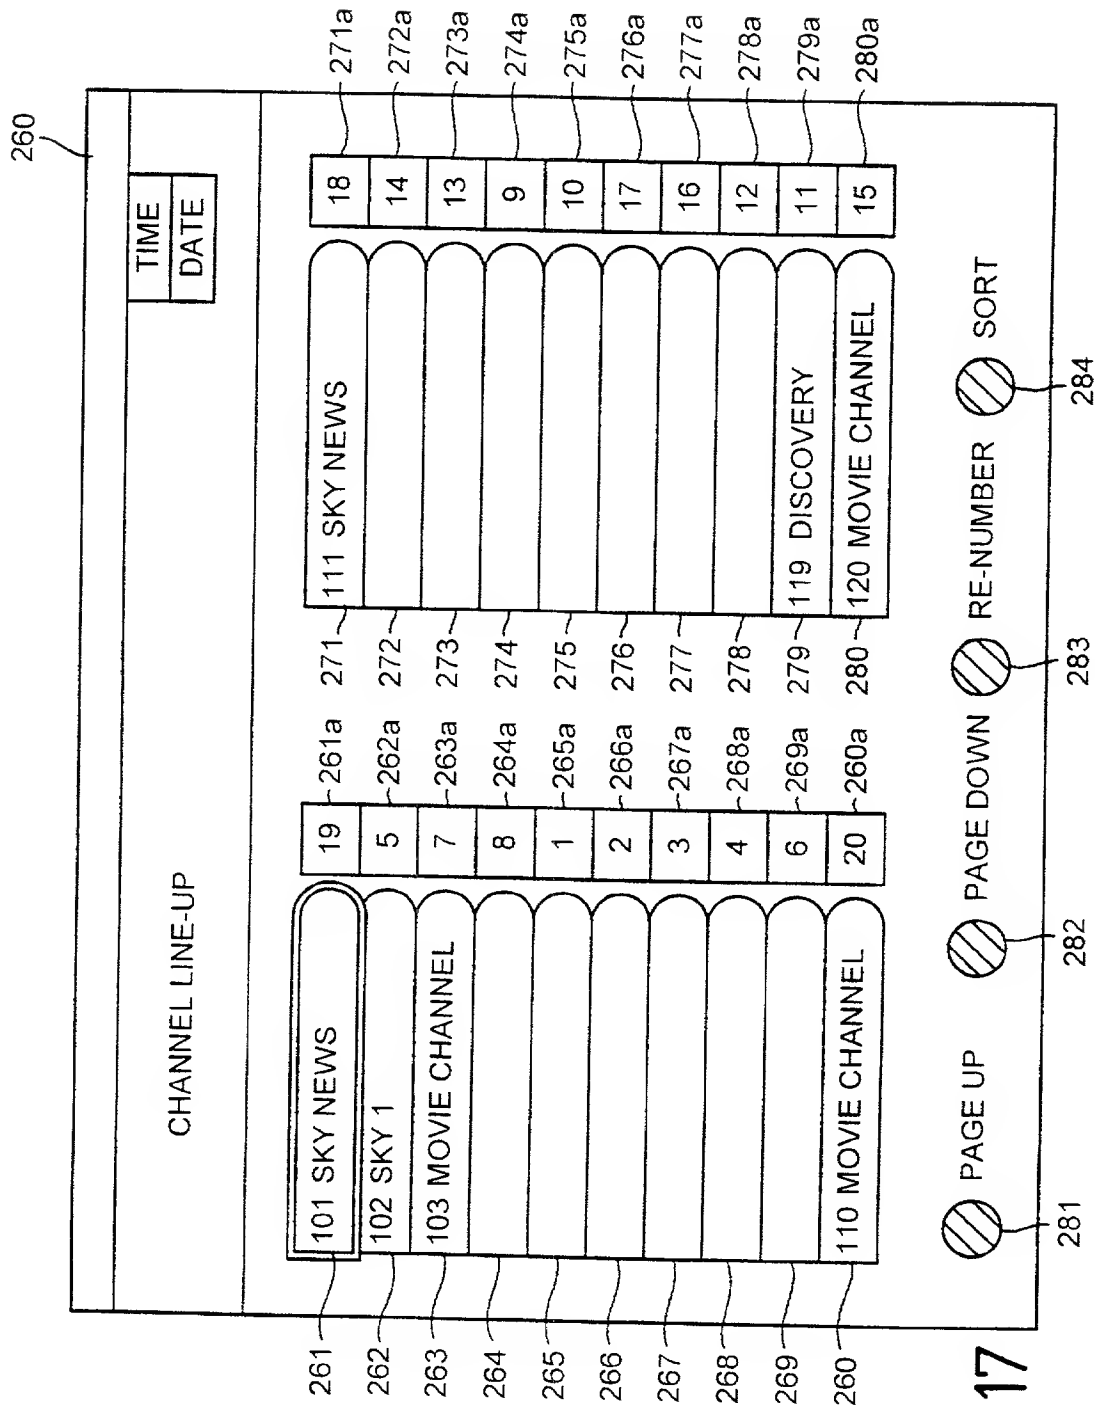 260
TIME
DATE
CHANNEL LINE-UP
261 101 SKY NEWS 19 261a
262 102 SKY 1 5 262a
263 103 MOVIE CHANNEL 7 263a
264 8 264a
265 1 265a
266 2 266a
267 3 267a
268 4 268a
269 6 269a
260 110 MOVIE CHANNEL 20 260a
271 111 SKY NEWS 18 271a
272 14 272a
273 13 273a
274 9 274a
275 10 275a
276 17 276a
277 16 277a
278 12 278a
279 119 DISCOVERY 11 279a
280 120 MOVIE CHANNEL 15 280a
PAGE UP PAGE DOWN RE-NUMBER SORT
281 282 283 284
17